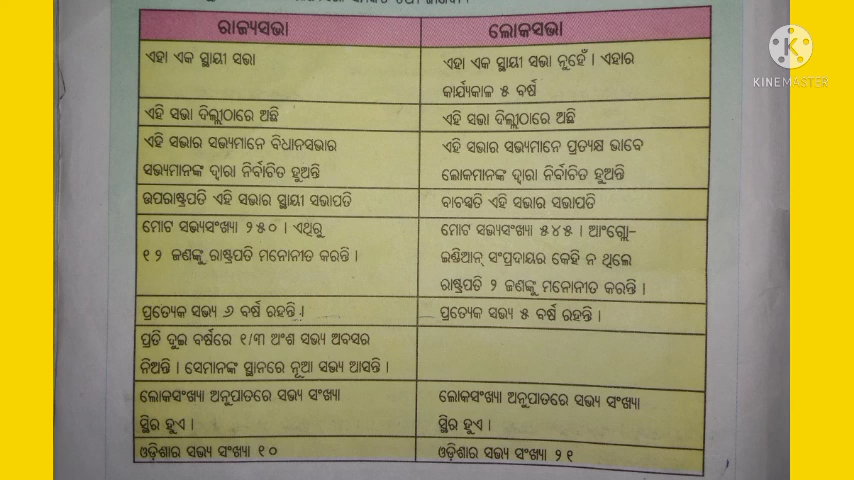 ରାଜ୍ୟସଭା
ଲୋକସଭା
ଏହା ଏକ ସ୍ଥାୟୀ ସଭା
ଏହା ଏକ ସ୍ଥାୟୀ ସଭା ନୁହେଁ । ଏହାର
କାର୍ଯ୍ୟକାଳ ୫ ବର୍ଷ
ଏହି ସଭା ଦିଲ୍ଲୀଠାରେ ଅଛି
ଏହି ସଭା ଦିଲ୍ଲୀଠାରେ ଅଛି
ଏହି ସଭାର ସଭ୍ୟମାନେ ବିଧାନସଭାର
ସଭ୍ୟମାନଙ୍କ ଦ୍ୱାରା ନିର୍ବାଚିତ ହୁଅନ୍ତି
ଏହି ସଭାର ସଭ୍ୟମାନେ ପ୍ରତ୍ୟକ୍ଷ ଭାବେ
ଲୋକମାନଙ୍କ ଦ୍ୱାରା ନିର୍ବାଚିତ ହୁଅନ୍ତି
ଉପରାଷ୍ଟ୍ରପତି ଏହି ସଭାର ସ୍ଥାୟୀ ସଭାପତି
ବାଚସ୍ପତି ଏହି ସଭାର ସଭାପତି
ମୋଟ ସଭ୍ୟସଂଖ୍ୟା ୨୫୦ । ଏଥିରୁ
୧୨ ଜଣଙ୍କୁ ରାଷ୍ଟ୍ରପତି ମନୋନୀତ କରନ୍ତି ।
ମୋଟ ସଭ୍ୟସଂଖ୍ୟା ୫୪୫ । ଆଂଗ୍ଲୋ-
ଇଣ୍ଡିଆନ୍ ସଂପ୍ରଦାୟର କେହି ନ ଥିଲେ
ରାଷ୍ଟ୍ରପତି ୨ ଜଣଙ୍କୁ ମନୋନୀତ କରନ୍ତି ।
ପ୍ରତ୍ୟେକ ସଭ୍ୟ ୬ ବର୍ଷ ରହନ୍ତି ।
ପ୍ରତ୍ୟେକ ସଭ୍ୟ ୫ ବର୍ଷ ରହନ୍ତି ।
ପ୍ରତି ଦୁଇ ବର୍ଷରେ ୧/୩ ଅଂଶ ସଭ୍ୟ ଅବସର
ନିଅନ୍ତି । ସେମାନଙ୍କ ସ୍ଥାନରେ ନୂଆ ସଭ୍ୟ ଆସନ୍ତି ।
ଲୋକସଂଖ୍ୟା ଅନୁପାତରେ ସଭ୍ୟ ସଂଖ୍ୟା
ସ୍ଥିର ହୁଏ ।
ଲୋକସଂଖ୍ୟା ଅନୁପାତରେ ସଭ୍ୟ ସଂଖ୍ୟା
ସ୍ଥିର ହୁଏ ।
ଓଡ଼ିଶାର ସଭ୍ୟ ସଂଖ୍ୟା ୧୦
ଓଡ଼ିଶାର ସଭ୍ୟ ସଂଖ୍ୟା ୨୧
K
KINEMASTER